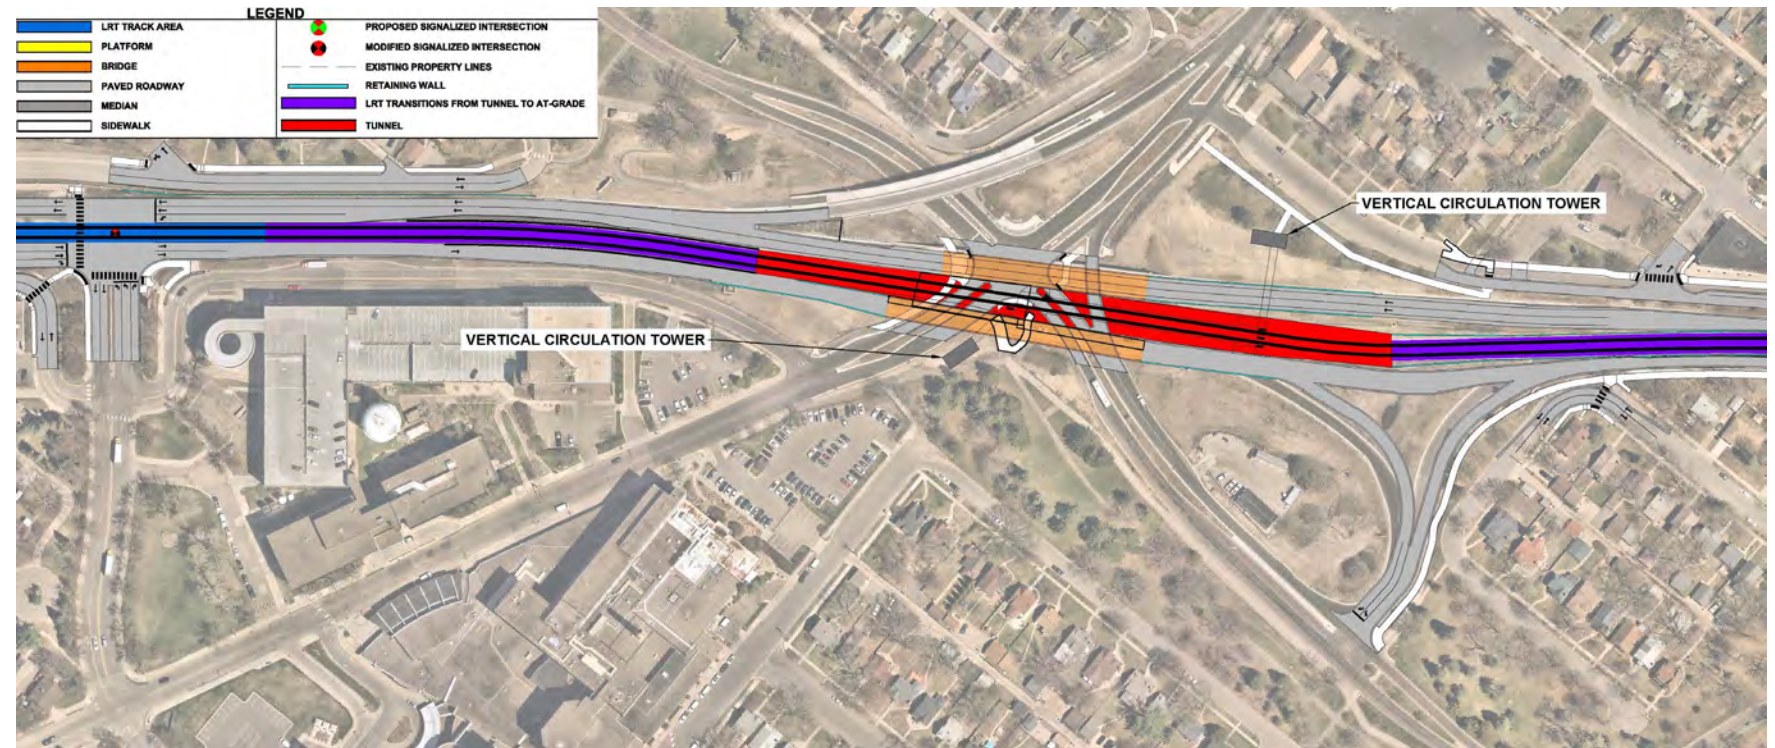 LEGEND
LRT TRACK AREA
PLATFORM
BRIDGE
PAVED ROADWAY
MEDIAN
SIDEWALK
PROPOSED SIGNALIZED INTERSECTION
MODIFIED SIGNALIZED INTERSECTION
EXISTING PROPERTY LINES
RETAINING WALL
LRT TRANSITIONS FROM TUNNEL TO AT-GRADE
TUNNEL
VERTICAL CIRCULATION TOWER
VERTICAL CIRCULATION TOWER